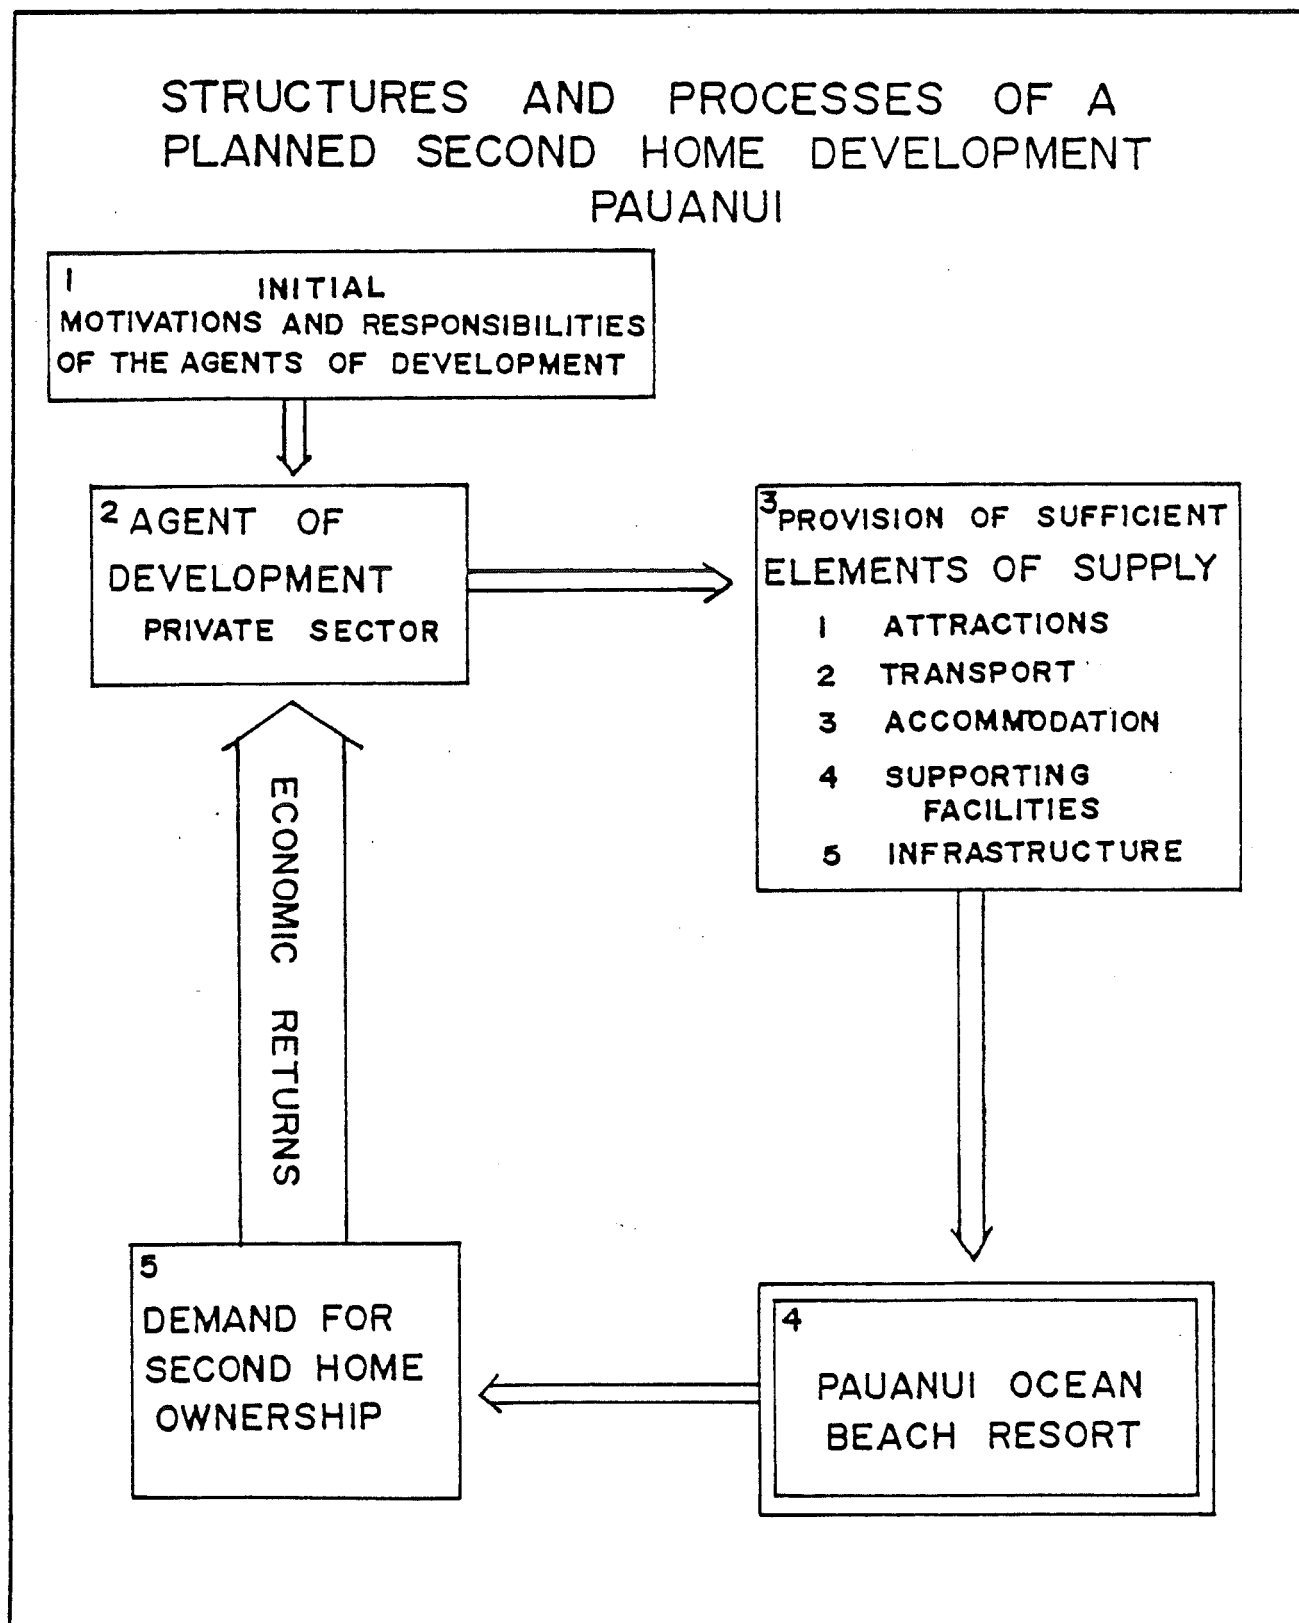 STRUCTURES AND PROCESSES OF A
PLANNED SECOND HOME DEVELOPMENT
PAUANUI
1
INITIAL
MOTIVATIONS AND RESPONSIBILITIES
OF THE AGENTS OF DEVELOPMENT
2 AGENT OF
DEVELOPMENT
PRIVATE SECTOR
3 PROVISION OF SUFFICIENT
ELEMENTS OF SUPPLY
1 ATTRACTIONS
2 TRANSPORT
3 ACCOMMODATION
4 SUPPORTING
FACILITIES
5 INFRASTRUCTURE
ECONOMIC RETURNS
5
DEMAND FOR
SECOND HOME
OWNERSHIP
4
PAUANUI OCEAN
BEACH RESORT